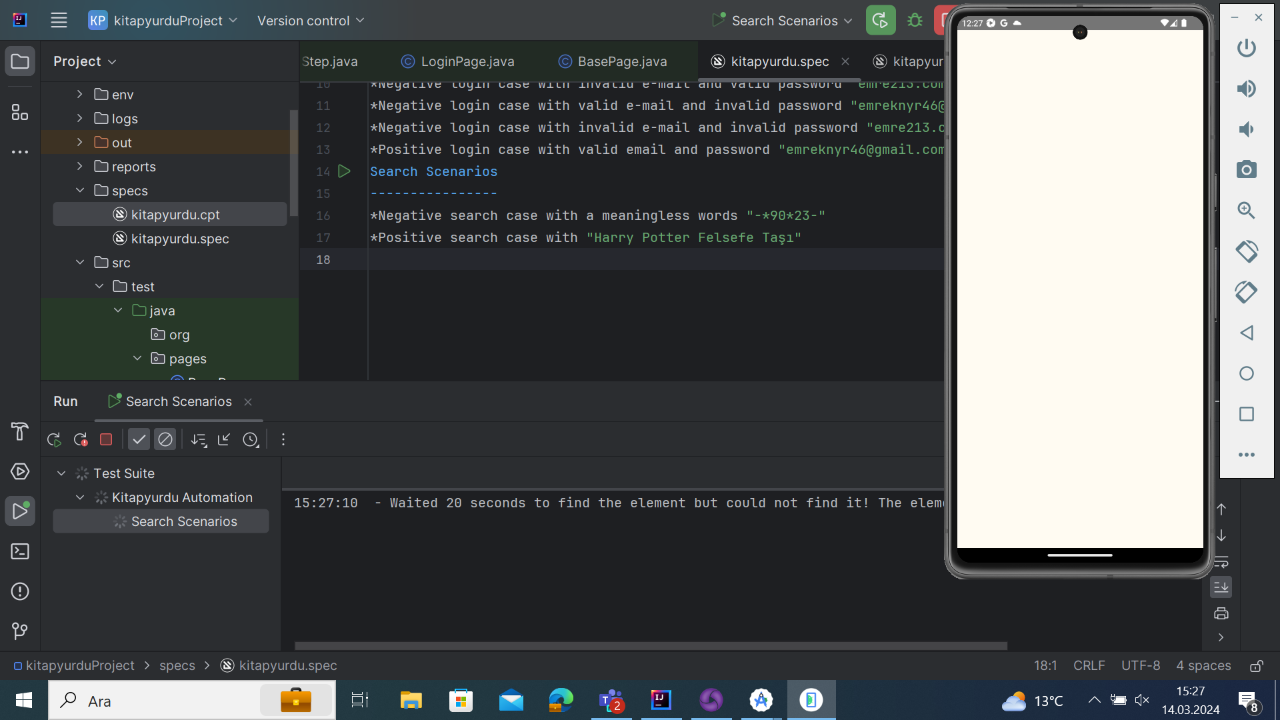 KP kitapyurduProject Version control Search Scenarios
Project
Step.java LoginPage.java BasePage.java kitapyurdu.spec kitapyur
env
logs
out
reports
specs
kitapyurdu.cpt
kitapyurdu.spec
src
test
java
org
pages
10 *Negative login case with invalid e-mail and valid password "emre213.com
11 *Negative login case with valid e-mail and invalid password "emreknyr46@
12 *Negative login case with invalid e-mail and invalid password "emre213.c
13 *Positive login case with valid email and password "emreknyr46@gmail.com
14 Search Scenarios
15 ----------------
16 *Negative search case with a meaningless words "-*90*23-"
17 *Positive search case with "Harry Potter Felsefe Taşı"
18
12:27
Run Search Scenarios
Test Suite
Kitapyurdu Automation
Search Scenarios
15:27:10 - Waited 20 seconds to find the element but could not find it! The eleme
kitapyurduProject specs kitapyurdu.spec 18:1 CRLF UTF-8 4 spaces
Ara
2
13°C
15:27
14.03.2024
8